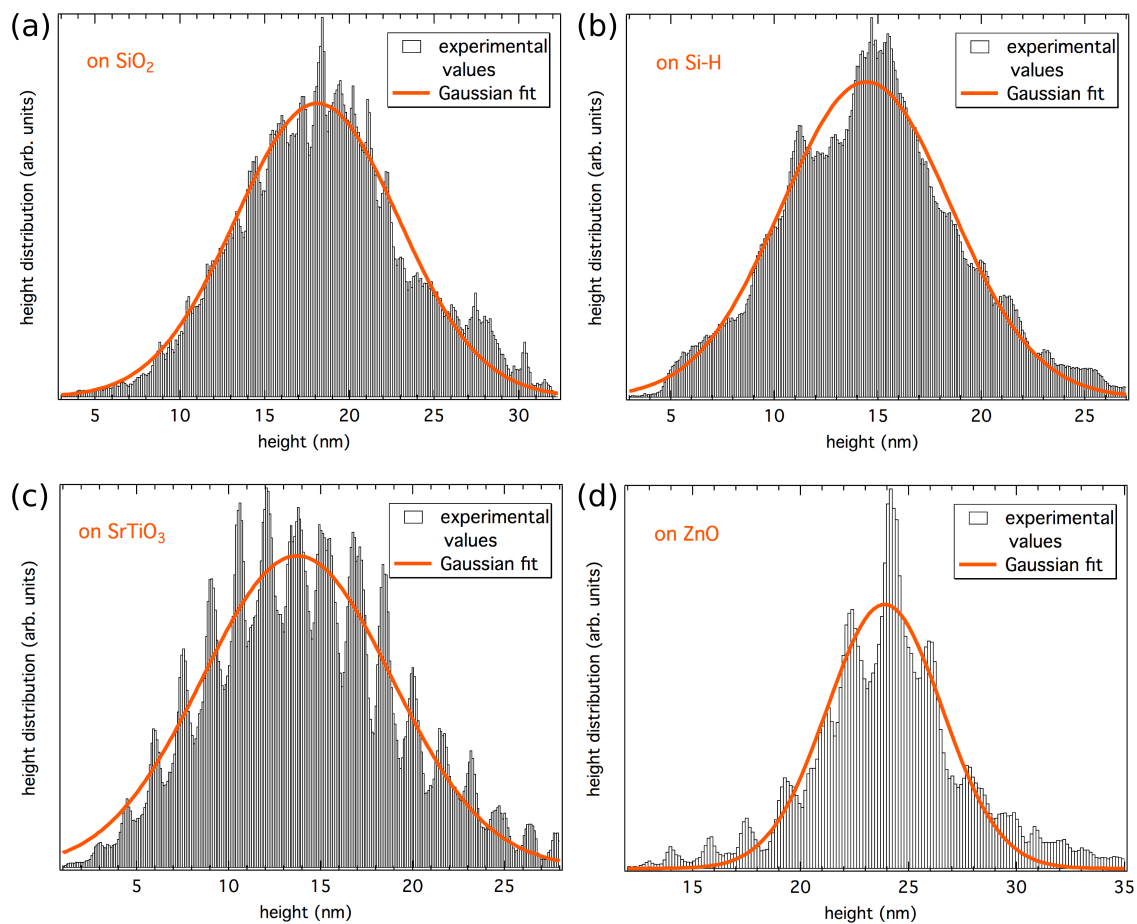 (a)
on SiO₂
experimental
values
Gaussian fit
height distribution (arb. units)
5 10 15 20 25 30
height (nm)
(b)
on Si-H
experimental
values
Gaussian fit
height distribution (arb. units)
5 10 15 20 25
height (nm)
(c)
on SrTiO₃
experimental
values
Gaussian fit
height distribution (arb. units)
5 10 15 20 25
height (nm)
(d)
on ZnO
experimental
values
Gaussian fit
height distribution (arb. units)
15 20 25 30 35
height (nm)